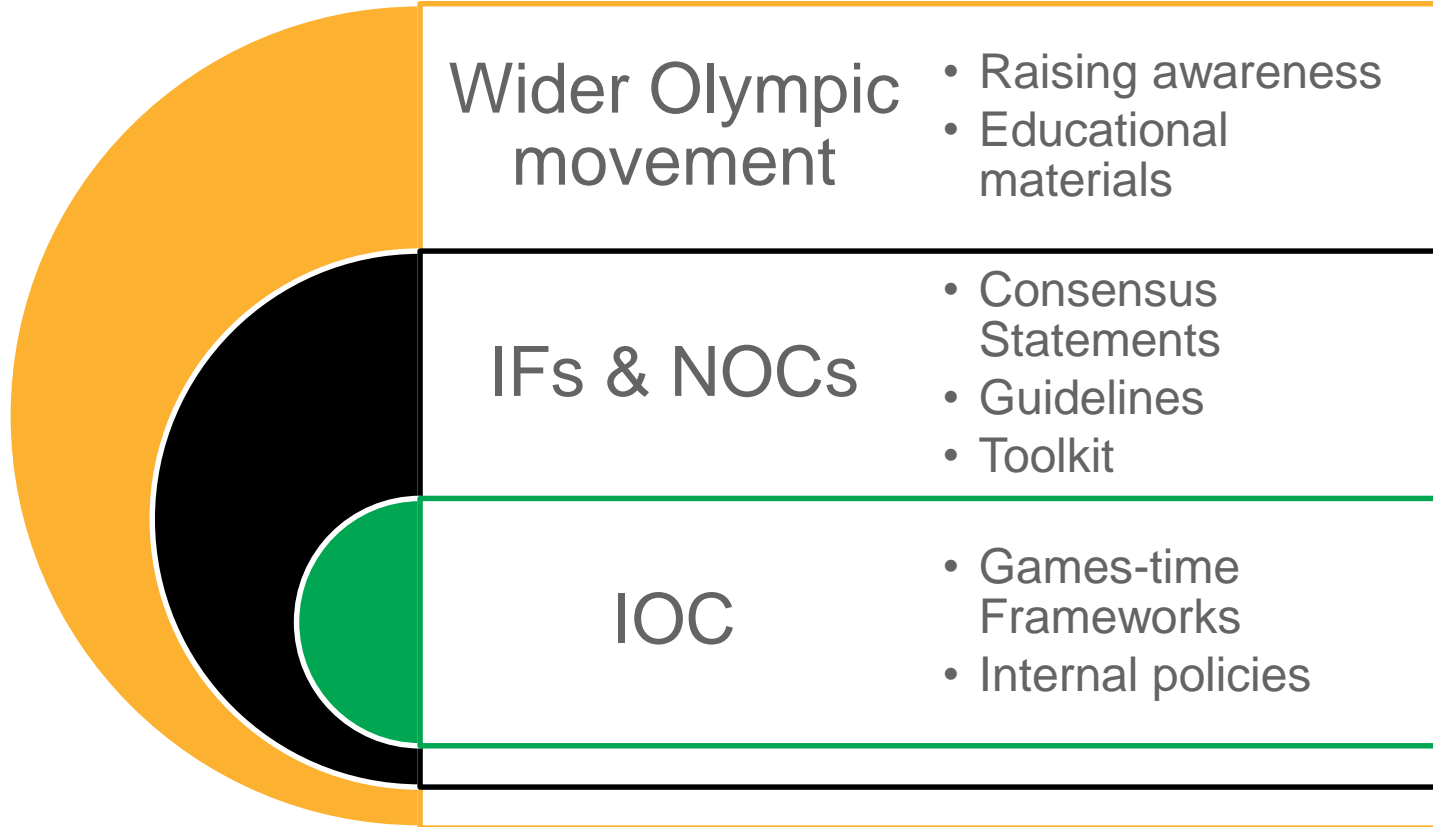 Wider Olympic
movement
• Raising awareness
• Educational
materials
IFs & NOCs
• Consensus
Statements
• Guidelines
• Toolkit
IOC
• Games-time
Frameworks
• Internal policies